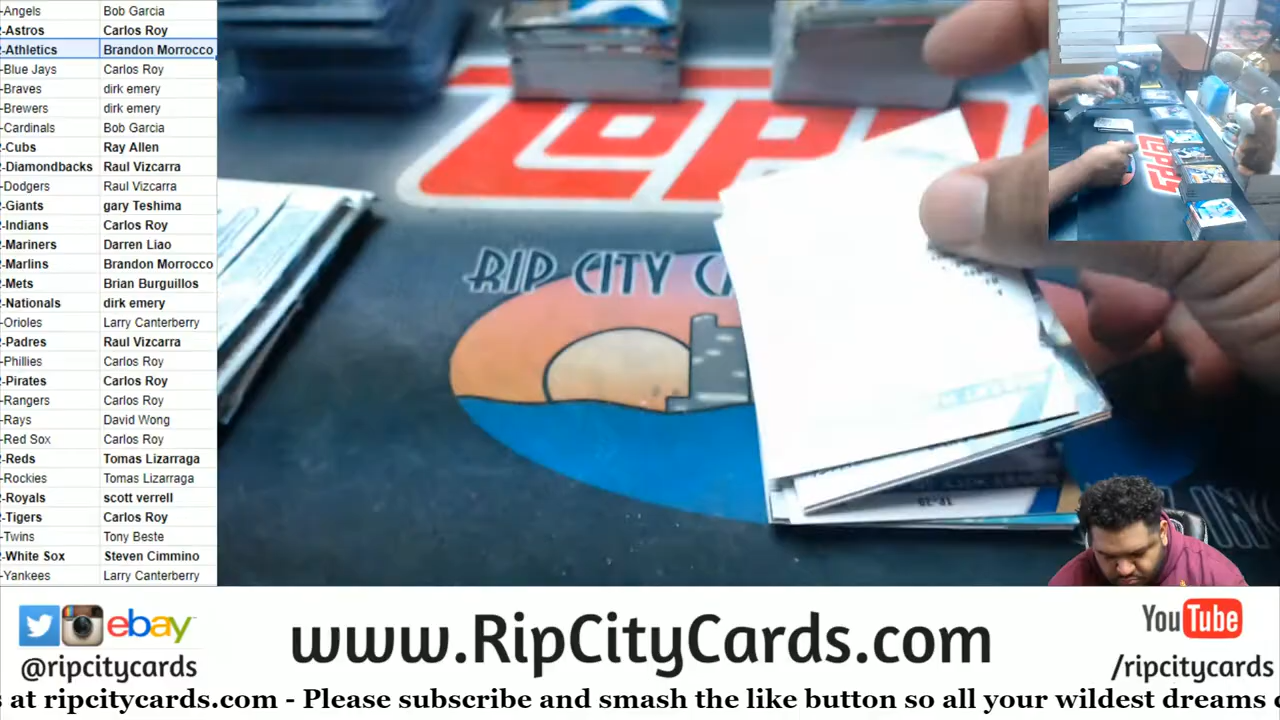 -Angels Bob Garcia
-Astros Carlos Roy
-Athletics Brandon Morrocco
-Blue Jays Carlos Roy
-Braves dirk emery
-Brewers dirk emery
-Cardinals Bob Garcia
-Cubs Ray Allen
-Diamondbacks Raul Vizcarra
-Dodgers Raul Vizcarra
-Giants gary Teshima
-Indians Carlos Roy
-Mariners Darren Liao
-Marlins Brandon Morrocco
-Mets Brian Burguillos
-Nationals dirk emery
-Orioles Larry Canterberry
-Padres Raul Vizcarra
-Phillies Carlos Roy
-Pirates Carlos Roy
-Rangers Carlos Roy
-Rays David Wong
-Red Sox Carlos Roy
-Reds Tomas Lizarraga
-Rockies Tomas Lizarraga
-Royals scott verrell
-Tigers Carlos Roy
-Twins Tony Beste
-White Sox Steven Cimmino
-Yankees Larry Canterberry
RIP CITY
TOPPS
ebay
@ripcitycards
www.RipCityCards.com
YouTube
/ripcitycards
s at ripcitycards.com - Please subscribe and smash the like button so all your wildest dreams